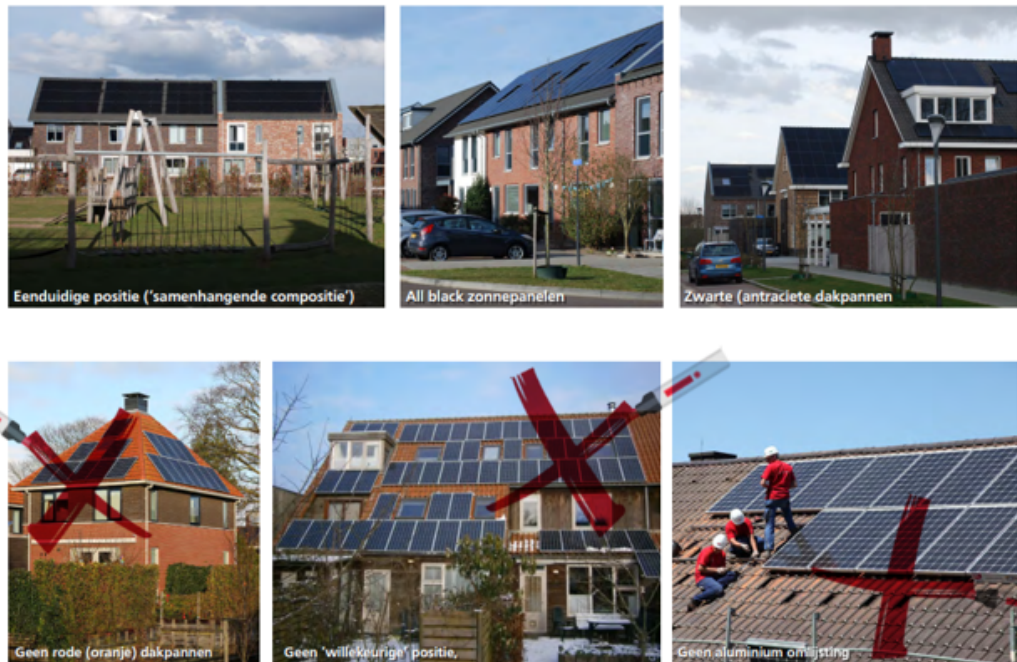 Eenduidige positie ('samenhangende compositie')
All black zonnepanelen
Zwarte (antraciete dakpannen
Geen rode (oranje) dakpannen
Geen 'willekeurige' positie,
Geen aluminium omlijsting